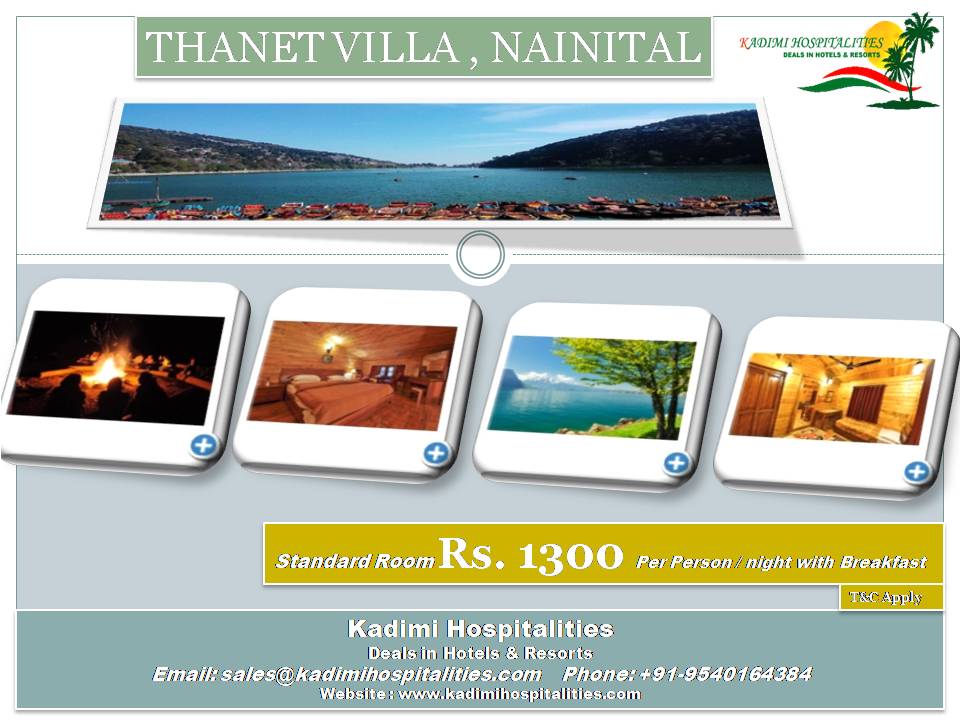 THANET VILLA , NAINITAL
KADIMI HOSPITALITIES
DEALS IN HOTELS & RESORTS
Standard Room Rs. 1300 Per Person / night with Breakfast
T&C Apply
Kadimi Hospitalities
Deals in Hotels & Resorts
Email: sales@kadimihospitalities.com Phone: +91-9540164384
Website : www.kadimihospitalities.com